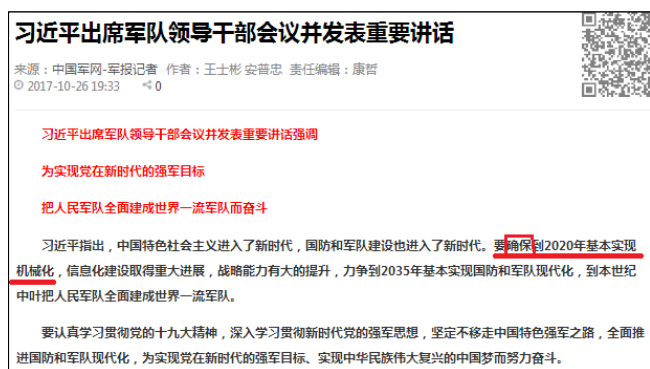 习近平出席军队领导干部会议并发表重要讲话
来源：中国军网-军报记者 作者：王士彬 安普忠 责任编辑：康哲
2017-10-26 19:33 0
习近平出席军队领导干部会议并发表重要讲话强调
为实现党在新时代的强军目标
把人民军队全面建成世界一流军队而奋斗
习近平指出，中国特色社会主义进入了新时代，国防和军队建设也进入了新时代。要确保到2020年基本实现
机械化，信息化建设取得重大进展，战略能力有大的提升，力争到2035年基本实现国防和军队现代化，到本世纪
中叶把人民军队全面建成世界一流军队。
要认真学习贯彻党的十九大精神，深入学习贯彻新时代党的强军思想，坚定不移走中国特色强军之路，全面推
进国防和军队现代化，为实现党在新时代的强军目标、实现中华民族伟大复兴的中国梦而努力奋斗。